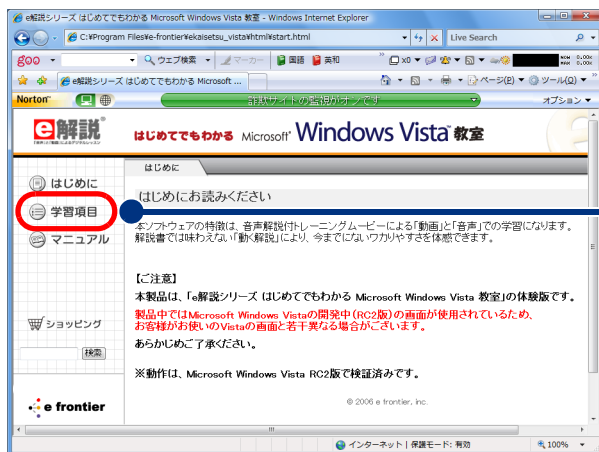 e解説シリーズ はじめてでもわかる Microsoft Windows Vista 教室 - Windows Internet Explorer
C:¥Program Files¥e-frontier¥ekaisetsu_vista¥html¥start.html
Live Search
goo
ウェブ検索
マーカー
国語
英和
x0
NOW 0.00K
MAX 0.00K
e解説シリーズ はじめてでもわかる Microsoft ...
ページ(P)
ツール(O)
Norton
詐欺サイトの監視がオンです
オプション
e解説
はじめてでもわかる Microsoft Windows Vista 教室
はじめに
学習項目
マニュアル
ショッピング
検索
e frontier
はじめに
はじめにお読みください
本ソフトウェアの特徴は、音声解説付トレーニングムービーによる「動画」と「音声」での学習になります。
解説書では味わえない「動く解説」により、今までにないワカりやすさを体感できます。
【ご注意】
本製品は、「e解説シリーズ はじめてでもわかる Microsoft Windows Vista 教室」の体験版です。
製品中ではMicrosoft Windows Vistaの開発中(RC2版)の画面が使用されているため、
お客様がお使いのVistaの画面と若干異なる場合がございます。
あらかじめご了承ください。
※動作は、Microsoft Windows Vista RC2版で検証済みです。
© 2006 e frontier, inc.
インターネット | 保護モード: 有効
100%